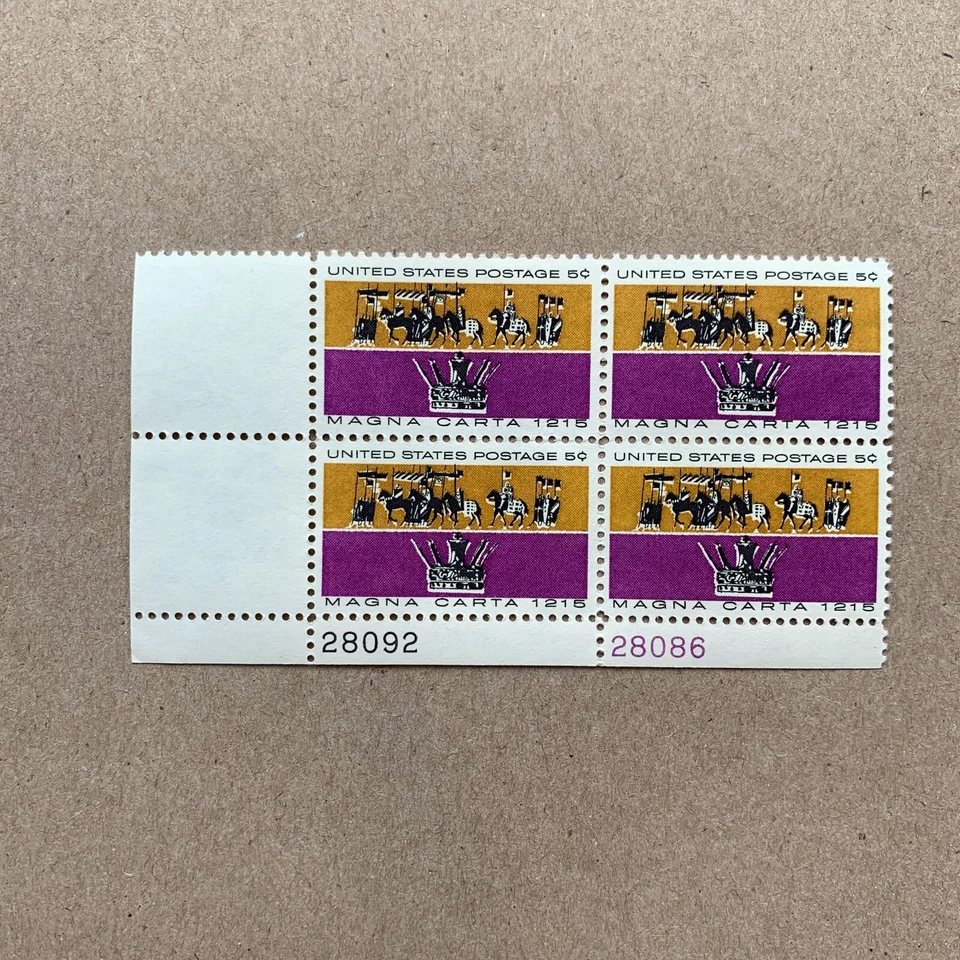 UNITED STATES POSTAGE 5¢
UNITED STATES POSTAGE 5¢
MAGNA CARTA 1215
MAGNA CARTA 1215
UNITED STATES POSTAGE 5¢
UNITED STATES POSTAGE 5¢
MAGNA CARTA 1215
MAGNA CARTA 1215
28092
28086